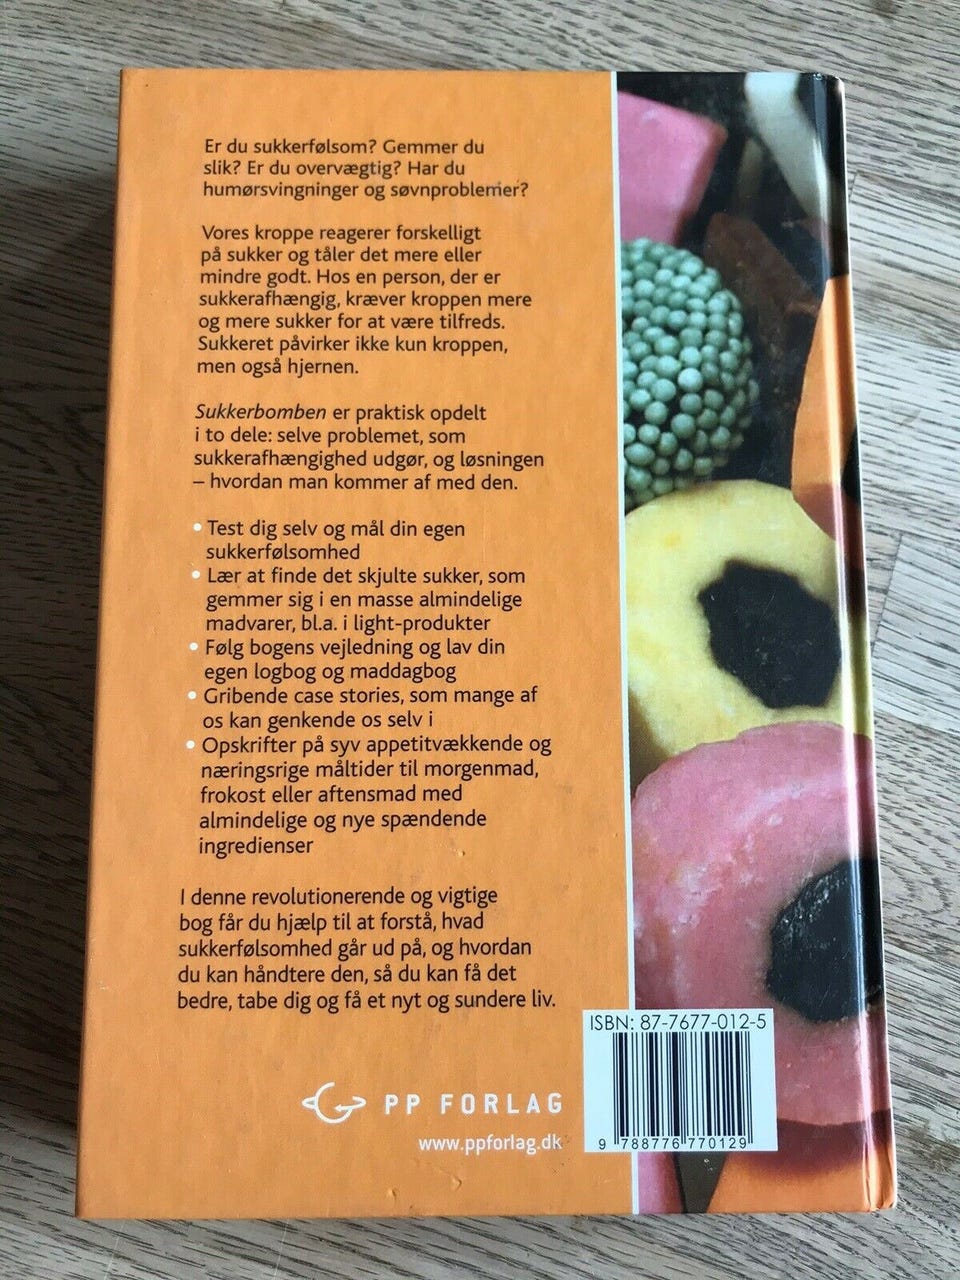 Er du sukkerfølsom? Gemmer du
slik? Er du overvægtig? Har du
humørsvingninger og søvnproblemer?
Vores kroppe reagerer forskelligt
på sukker og tåler det mere eller
mindre godt. Hos en person, der er
sukkerafhængig, kræver kroppen mere
og mere sukker for at være tilfreds.
Sukkeret påvirker ikke kun kroppen,
men også hjernen.
Sukkerbomben er praktisk opdelt
i to dele: selve problemet, som
sukkerafhængighed udgør, og løsningen
– hvordan man kommer af med den.
• Test dig selv og mål din egen
sukkerfølsomhed
• Lær at finde det skjulte sukker, som
gemmer sig i en masse almindelige
madvarer, bl.a. i light-produkter
• Følg bogens vejledning og lav din
egen logbog og maddagbog
• Gribende case stories, som mange af
os kan genkende os selv i
• Opskrifter på syv appetitvækkende og
næringsrige måltider til morgenmad,
frokost eller aftensmad med
almindelige og nye spændende
ingredienser
I denne revolutionerende og vigtige
bog får du hjælp til at forstå, hvad
sukkerfølsomhed går ud på, og hvordan
du kan håndtere den, så du kan få det
bedre, tabe dig og få et nyt og sundere liv.
ISBN: 87-7677-012-5
9 788776 770129
PP FORLAG
www.ppforlag.dk